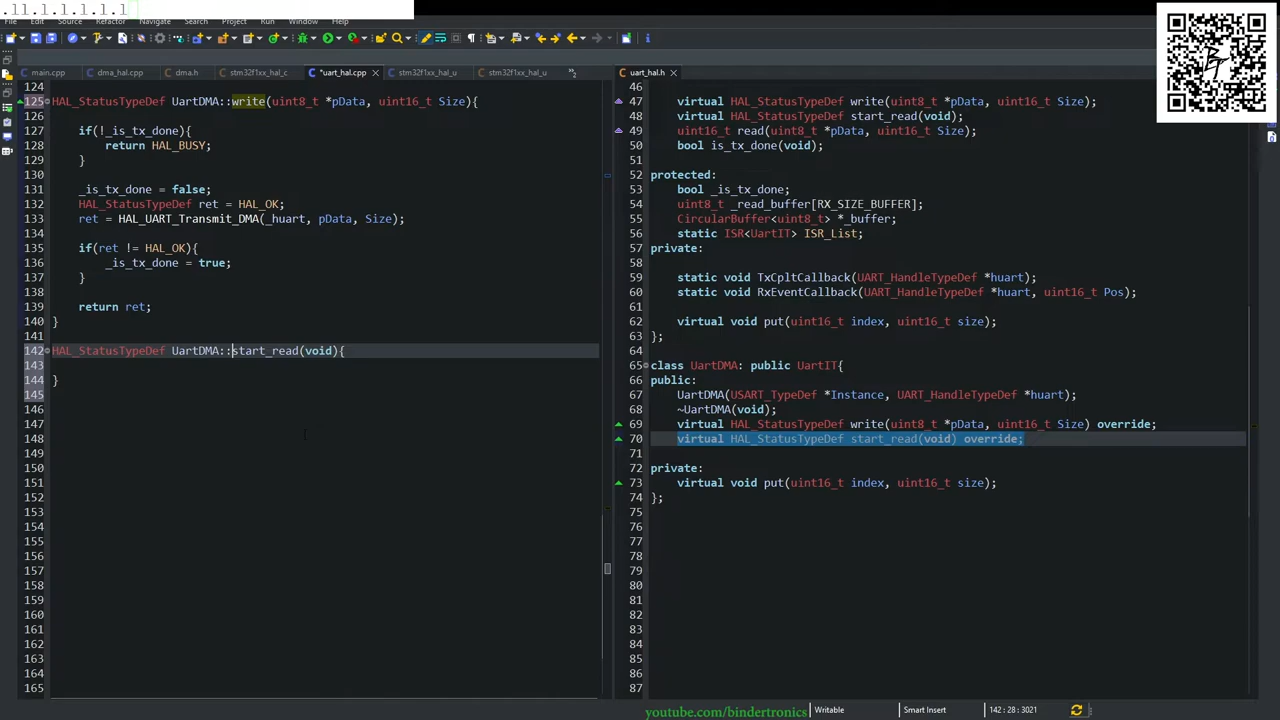 .ll.l.l.l.l.l
File Edit Source Refactor Navigate Search Project Run Window Help
main.cpp dma_hal.cpp dma.h stm32f1xx_hal_c *uart_hal.cpp stm32f1xx_hal_u stm32f1xx_hal_u uart_hal.h
124
125 HAL_StatusTypeDef UartDMA::write(uint8_t *pData, uint16_t Size){
126
127 if(!_is_tx_done){
128 return HAL_BUSY;
129 }
130
131 _is_tx_done = false;
132 HAL_StatusTypeDef ret = HAL_OK;
133 ret = HAL_UART_Transmit_DMA(_huart, pData, Size);
134
135 if(ret != HAL_OK){
136 _is_tx_done = true;
137 }
138
139 return ret;
140 }
141
142 HAL_StatusTypeDef UartDMA::start_read(void){
143
144 }
145
146
147
148
149
150
151
152
153
154
155
156
157
158
159
160
161
162
163
164
165
46
47 virtual HAL_StatusTypeDef write(uint8_t *pData, uint16_t Size);
48 virtual HAL_StatusTypeDef start_read(void);
49 uint16_t read(uint8_t *pData, uint16_t Size);
50 bool is_tx_done(void);
51
52 protected:
53 bool _is_tx_done;
54 uint8_t _read_buffer[RX_SIZE_BUFFER];
55 CircularBuffer<uint8_t> *_buffer;
56 static ISR<UartIT> ISR_List;
57 private:
58
59 static void TxCpltCallback(UART_HandleTypeDef *huart);
60 static void RxEventCallback(UART_HandleTypeDef *huart, uint16_t Pos);
61
62 virtual void put(uint16_t index, uint16_t size);
63 };
64
65 class UartDMA: public UartIT{
66 public:
67 UartDMA(USART_TypeDef *Instance, UART_HandleTypeDef *huart);
68 ~UartDMA(void);
69 virtual HAL_StatusTypeDef write(uint8_t *pData, uint16_t Size) override;
70 virtual HAL_StatusTypeDef start_read(void) override;
71
72 private:
73 virtual void put(uint16_t index, uint16_t size);
74 };
75
76
77
78
79
80
81
82
83
84
85
86
87
BT
youtube.com/bindertronics Writable Smart Insert 142 : 28 : 3021